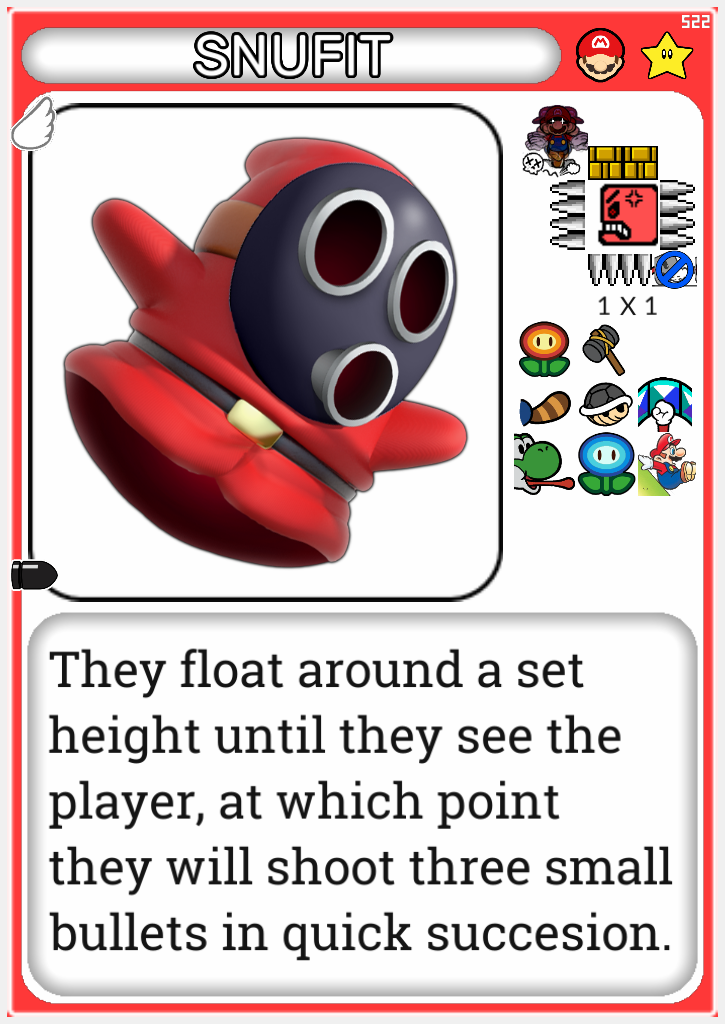 522
SNUFIT
1 X 1
They float around a set
height until they see the
player, at which point
they will shoot three small
bullets in quick succesion.